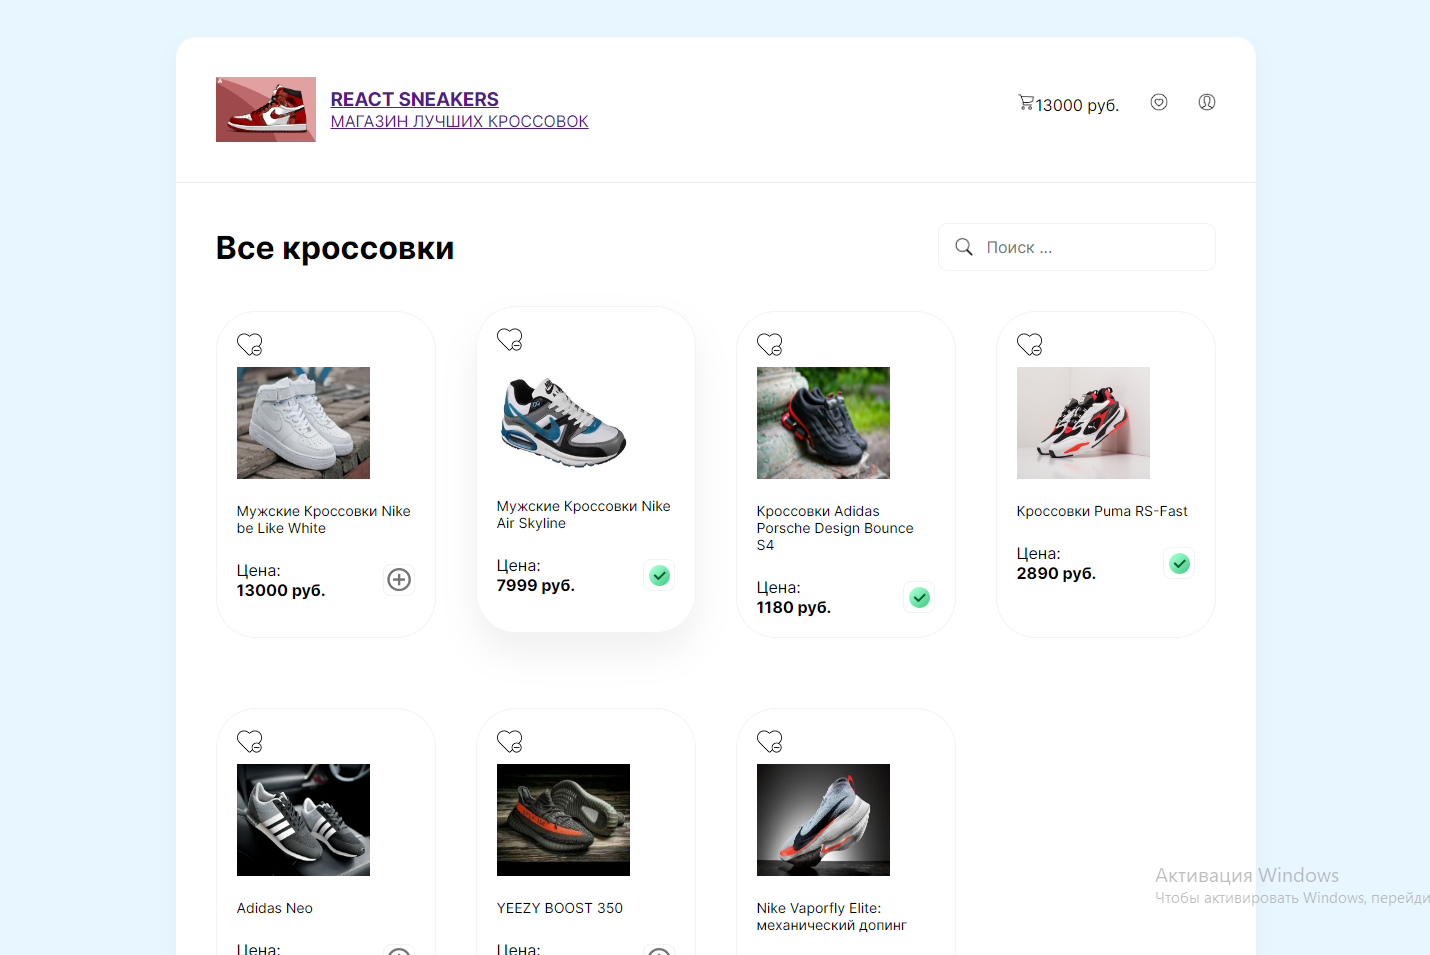 REACT SNEAKERS
МАГАЗИН ЛУЧШИХ КРОССОВОК
13000 руб.
Все кроссовки
Поиск ...
Мужские Кроссовки Nike
be Like White
Цена:
13000 руб.
Мужские Кроссовки Nike
Air Skyline
Цена:
7999 руб.
Кроссовки Adidas
Porsche Design Bounce
S4
Цена:
1180 руб.
Кроссовки Puma RS-Fast
Цена:
2890 руб.
Adidas Neo
Цена:
YEEZY BOOST 350
Цена:
Nike Vaporfly Elite:
механический допинг
Активация Windows
Чтобы активировать Windows, перейди